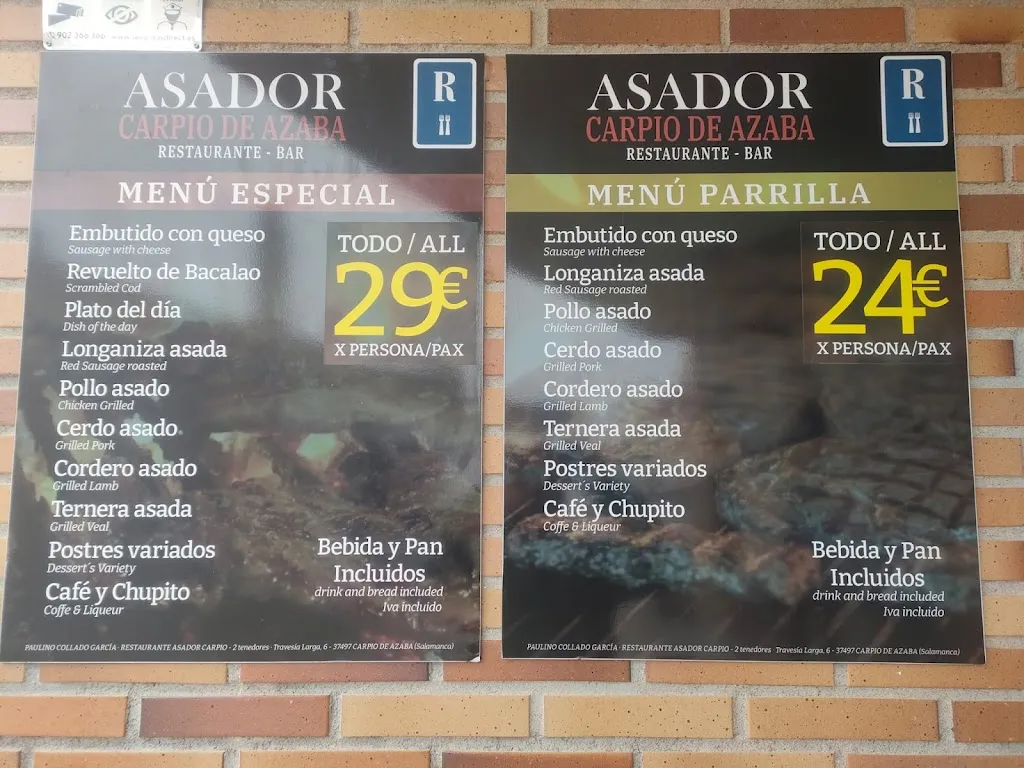 902 366 366
ASADOR
CARPIO DE AZABA
RESTAURANTE - BAR
R
MENÚ ESPECIAL
Embutido con queso
Sausage with cheese
Revuelto de Bacalao
Scrambled Cod
Plato del día
Dish of the day
Longaniza asada
Red Sausage roasted
Pollo asado
Chicken Grilled
Cerdo asado
Grilled Pork
Cordero asado
Grilled Lamb
Ternera asada
Grilled Veal
Postres variados
Dessert´s Variety
Café y Chupito
Coffe & Liqueur
TODO / ALL
29€
X PERSONA/PAX
Bebida y Pan
Incluidos
drink and bread included
Iva incluido
PAULINO COLLADO GARCÍA · RESTAURANTE ASADOR CARPIO - 2 tenedores · Travesía Larga, 6 - 37497 CARPIO DE AZABA (Salamanca)
ASADOR
CARPIO DE AZABA
RESTAURANTE - BAR
R
MENÚ PARRILLA
Embutido con queso
Sausage with cheese
Longaniza asada
Red Sausage roasted
Pollo asado
Chicken Grilled
Cerdo asado
Grilled Pork
Cordero asado
Grilled Lamb
Ternera asada
Grilled Veal
Postres variados
Dessert´s Variety
Café y Chupito
Coffe & Liqueur
TODO / ALL
24€
X PERSONA/PAX
Bebida y Pan
Incluidos
drink and bread included
Iva incluido
PAULINO COLLADO GARCÍA · RESTAURANTE ASADOR CARPIO - 2 tenedores · Travesía Larga, 6 - 37497 CARPIO DE AZABA (Salamanca)